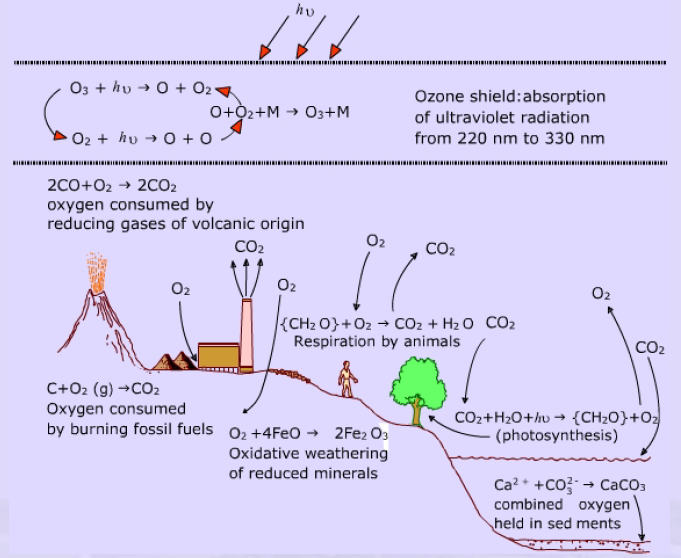 hυ
O₃ + hυ → O + O₂
O+O₂+M → O₃+M
O₂ + hυ → O + O
Ozone shield:absorption
of ultraviolet radiation
from 220 nm to 330 nm
2CO+O₂ → 2CO₂
oxygen consumed by
reducing gases of volcanic origin
CO₂
O₂
O₂
O₂
CO₂
{CH₂O}+O₂ → CO₂ + H₂O
Respiration by animals
CO₂
O₂
CO₂
C+O₂ (g) →CO₂
Oxygen consumed
by burning fossil fuels
O₂ +4FeO → 2Fe₂O₃
Oxidative weathering
of reduced minerals
CO₂+H₂O+hυ → {CH₂O}+O₂
(photosynthesis)
Ca²⁺ +CO₃²⁻ → CaCO₃
combined oxygen
held in sed ments